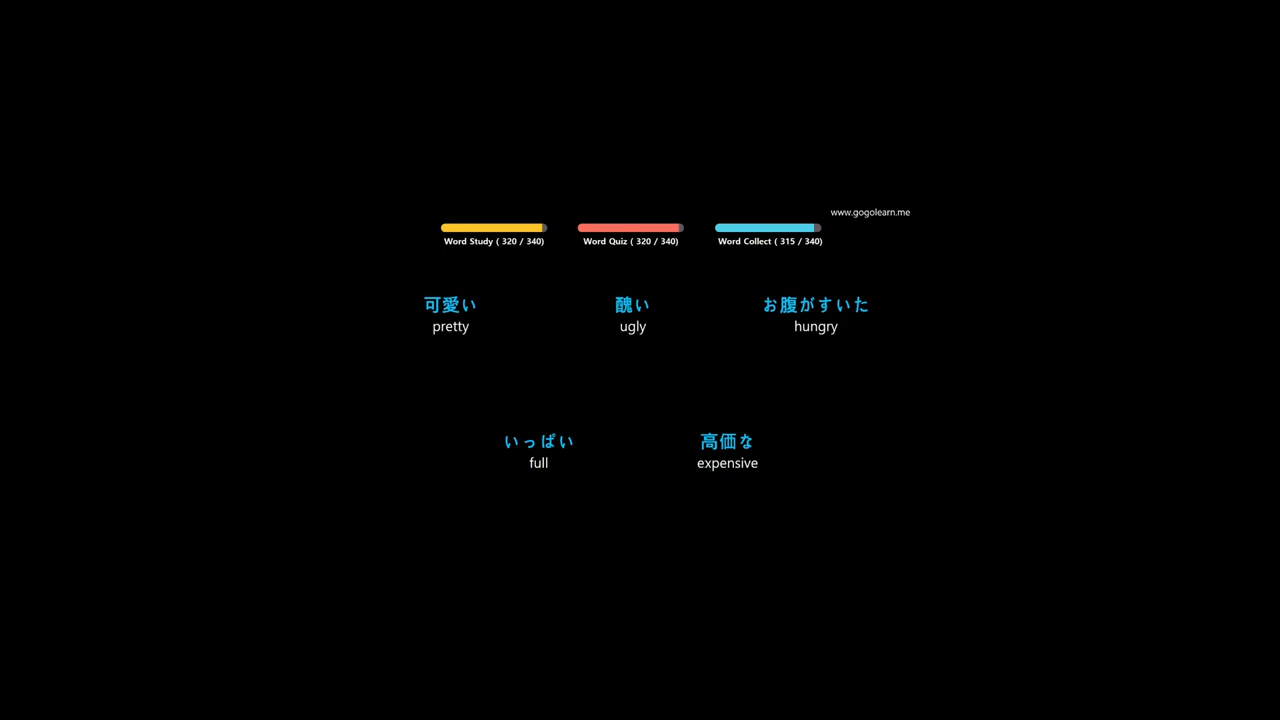 www.gogolearn.me
Word Study ( 320 / 340)
Word Quiz ( 320 / 340)
Word Collect ( 315 / 340)
可愛い
pretty
醜い
ugly
お腹がすいた
hungry
いっぱい
full
高価な
expensive